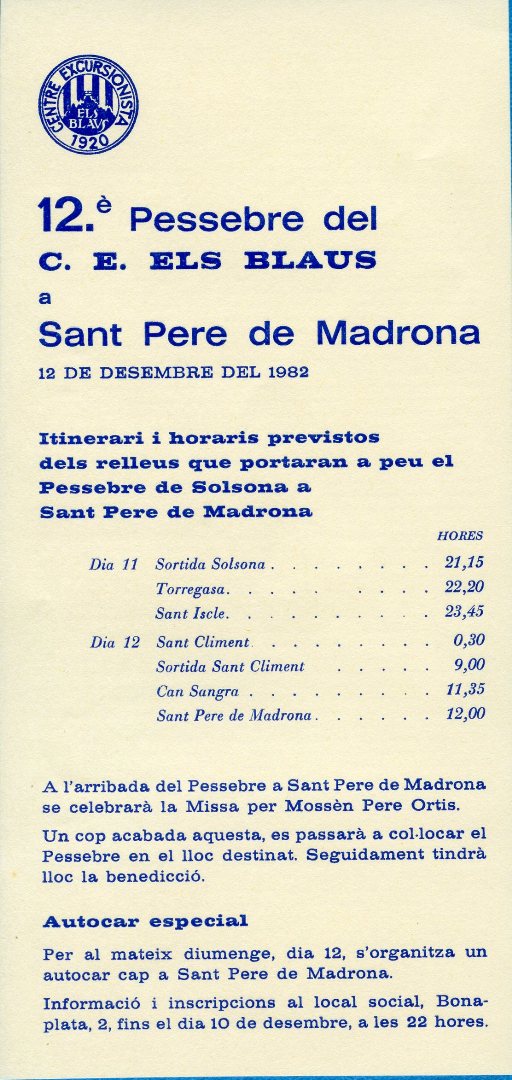 CENTRE EXCURSIONISTA
ELS
BLAUS
1920
12.è Pessebre del
C. E. ELS BLAUS
a
Sant Pere de Madrona
12 DE DESEMBRE DEL 1982
Itinerari i horaris previstos
dels relleus que portaran a peu el
Pessebre de Solsona a
Sant Pere de Madrona
HORES
Dia 11 Sortida Solsona . . . . . . . . 21,15
Torregasa. . . . . . . . . . 22,20
Sant Iscle. . . . . . . . . . 23,45
Dia 12 Sant Climent . . . . . . . . . 0,30
Sortida Sant Climent . . . . . 9,00
Can Sangra . . . . . . . . . 11,35
Sant Pere de Madrona . . . . . . 12,00
A l'arribada del Pessebre a Sant Pere de Madrona
se celebrarà la Missa per Mossèn Pere Ortis.
Un cop acabada aquesta, es passarà a col·locar el
Pessebre en el lloc destinat. Seguidament tindrà
lloc la benedicció.
Autocar especial
Per al mateix diumenge, dia 12, s'organitza un
autocar cap a Sant Pere de Madrona.
Informació i inscripcions al local social, Bona-
plata, 2, fins el dia 10 de desembre, a les 22 hores.